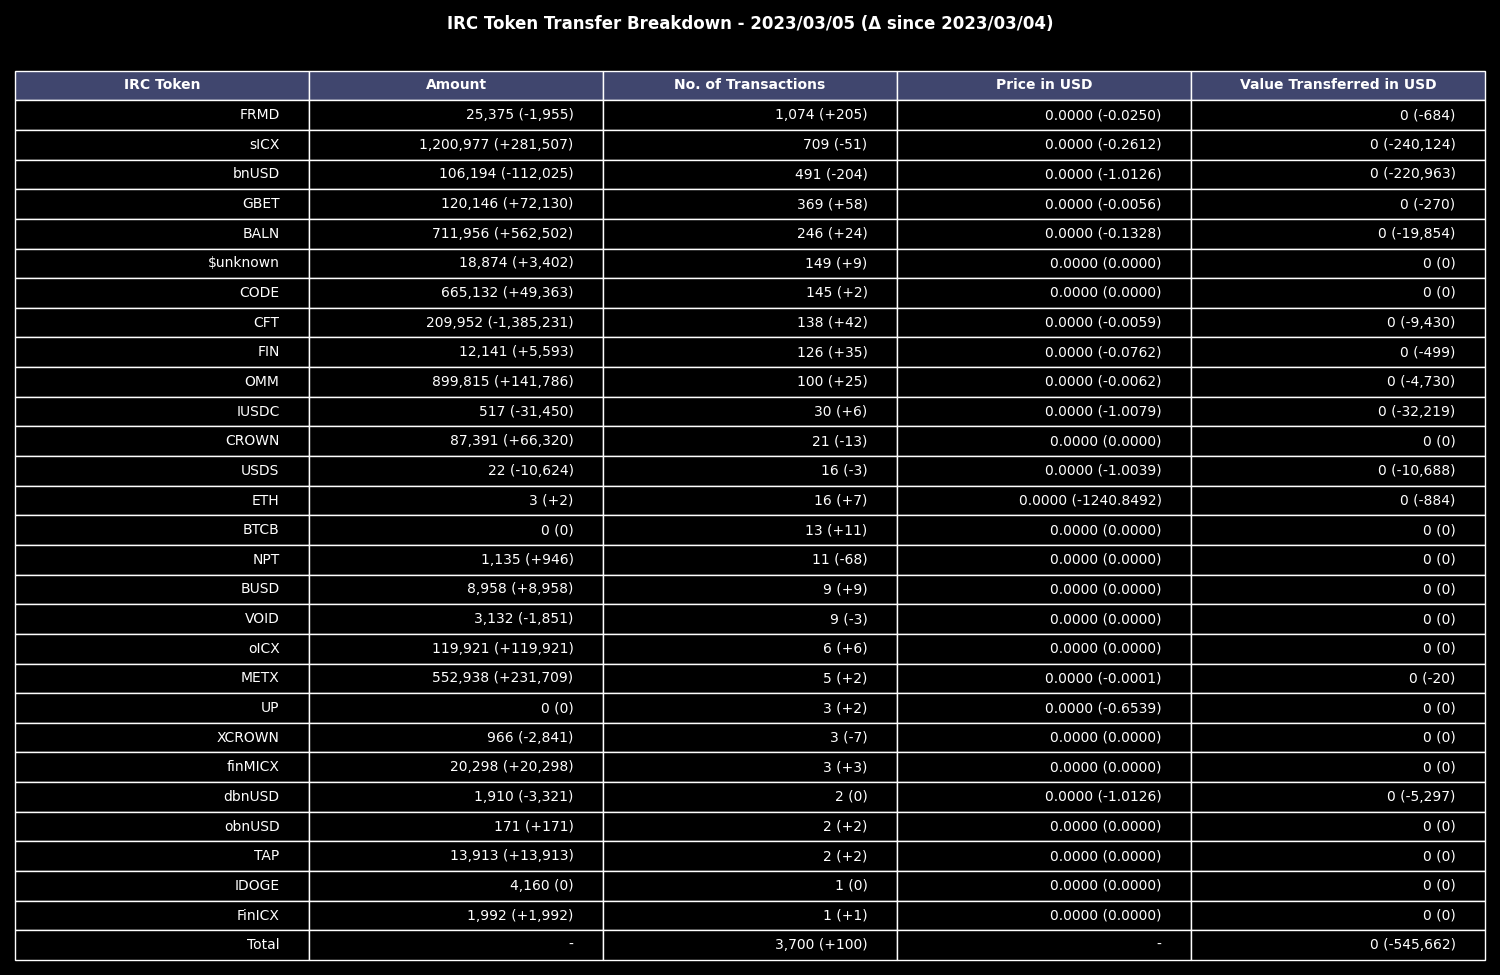 IRC Token Transfer Breakdown - 2023/03/05 (Δ since 2023/03/04)
IRC Token Amount No. of Transactions Price in USD Value Transferred in USD
FRMD 25,375 (-1,955) 1,074 (+205) 0.0000 (-0.0250) 0 (-684)
sICX 1,200,977 (+281,507) 709 (-51) 0.0000 (-0.2612) 0 (-240,124)
bnUSD 106,194 (-112,025) 491 (-204) 0.0000 (-1.0126) 0 (-220,963)
GBET 120,146 (+72,130) 369 (+58) 0.0000 (-0.0056) 0 (-270)
BALN 711,956 (+562,502) 246 (+24) 0.0000 (-0.1328) 0 (-19,854)
$unknown 18,874 (+3,402) 149 (+9) 0.0000 (0.0000) 0 (0)
CODE 665,132 (+49,363) 145 (+2) 0.0000 (0.0000) 0 (0)
CFT 209,952 (-1,385,231) 138 (+42) 0.0000 (-0.0059) 0 (-9,430)
FIN 12,141 (+5,593) 126 (+35) 0.0000 (-0.0762) 0 (-499)
OMM 899,815 (+141,786) 100 (+25) 0.0000 (-0.0062) 0 (-4,730)
IUSDC 517 (-31,450) 30 (+6) 0.0000 (-1.0079) 0 (-32,219)
CROWN 87,391 (+66,320) 21 (-13) 0.0000 (0.0000) 0 (0)
USDS 22 (-10,624) 16 (-3) 0.0000 (-1.0039) 0 (-10,688)
ETH 3 (+2) 16 (+7) 0.0000 (-1240.8492) 0 (-884)
BTCB 0 (0) 13 (+11) 0.0000 (0.0000) 0 (0)
NPT 1,135 (+946) 11 (-68) 0.0000 (0.0000) 0 (0)
BUSD 8,958 (+8,958) 9 (+9) 0.0000 (0.0000) 0 (0)
VOID 3,132 (-1,851) 9 (-3) 0.0000 (0.0000) 0 (0)
oICX 119,921 (+119,921) 6 (+6) 0.0000 (0.0000) 0 (0)
METX 552,938 (+231,709) 5 (+2) 0.0000 (-0.0001) 0 (-20)
UP 0 (0) 3 (+2) 0.0000 (-0.6539) 0 (0)
XCROWN 966 (-2,841) 3 (-7) 0.0000 (0.0000) 0 (0)
finMICX 20,298 (+20,298) 3 (+3) 0.0000 (0.0000) 0 (0)
dbnUSD 1,910 (-3,321) 2 (0) 0.0000 (-1.0126) 0 (-5,297)
obnUSD 171 (+171) 2 (+2) 0.0000 (0.0000) 0 (0)
TAP 13,913 (+13,913) 2 (+2) 0.0000 (0.0000) 0 (0)
IDOGE 4,160 (0) 1 (0) 0.0000 (0.0000) 0 (0)
FinICX 1,992 (+1,992) 1 (+1) 0.0000 (0.0000) 0 (0)
Total - 3,700 (+100) - 0 (-545,662)